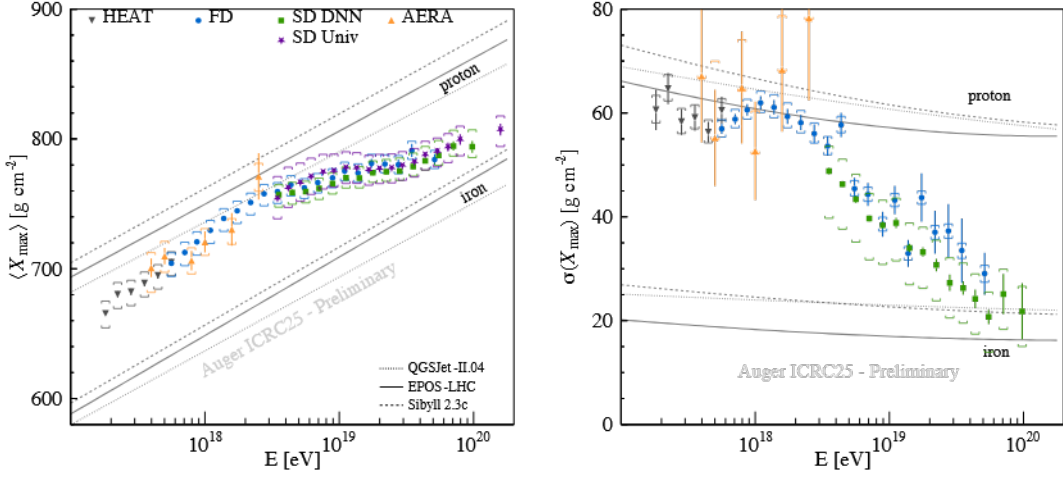 HEAT FD SD DNN AERA
SD Univ
900
800
700
600
⟨Xmax⟩ [g cm⁻²]
proton
iron
Auger ICRC25 - Preliminary
QGSJet-II.04
EPOS-LHC
Sibyll 2.3c
10¹⁸ 10¹⁹ 10²⁰
E [eV]
80
60
40
20
0
σ(Xmax) [g cm⁻²]
proton
iron
Auger ICRC25 - Preliminary
10¹⁸ 10¹⁹ 10²⁰
E [eV]